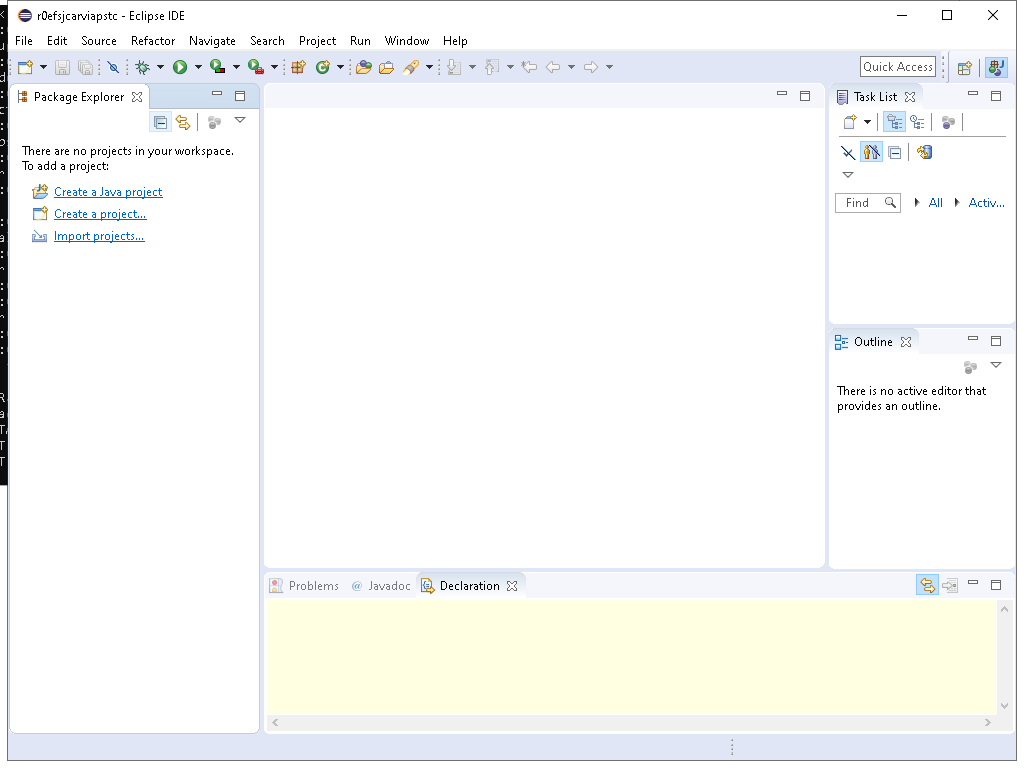 r0efsjcarviapstc - Eclipse IDE
File Edit Source Refactor Navigate Search Project Run Window Help
Quick Access
Package Explorer
There are no projects in your workspace.
To add a project:
Create a Java project
Create a project...
Import projects...
Task List
Find
All
Activ...
Outline
There is no active editor that
provides an outline.
Problems @ Javadoc Declaration